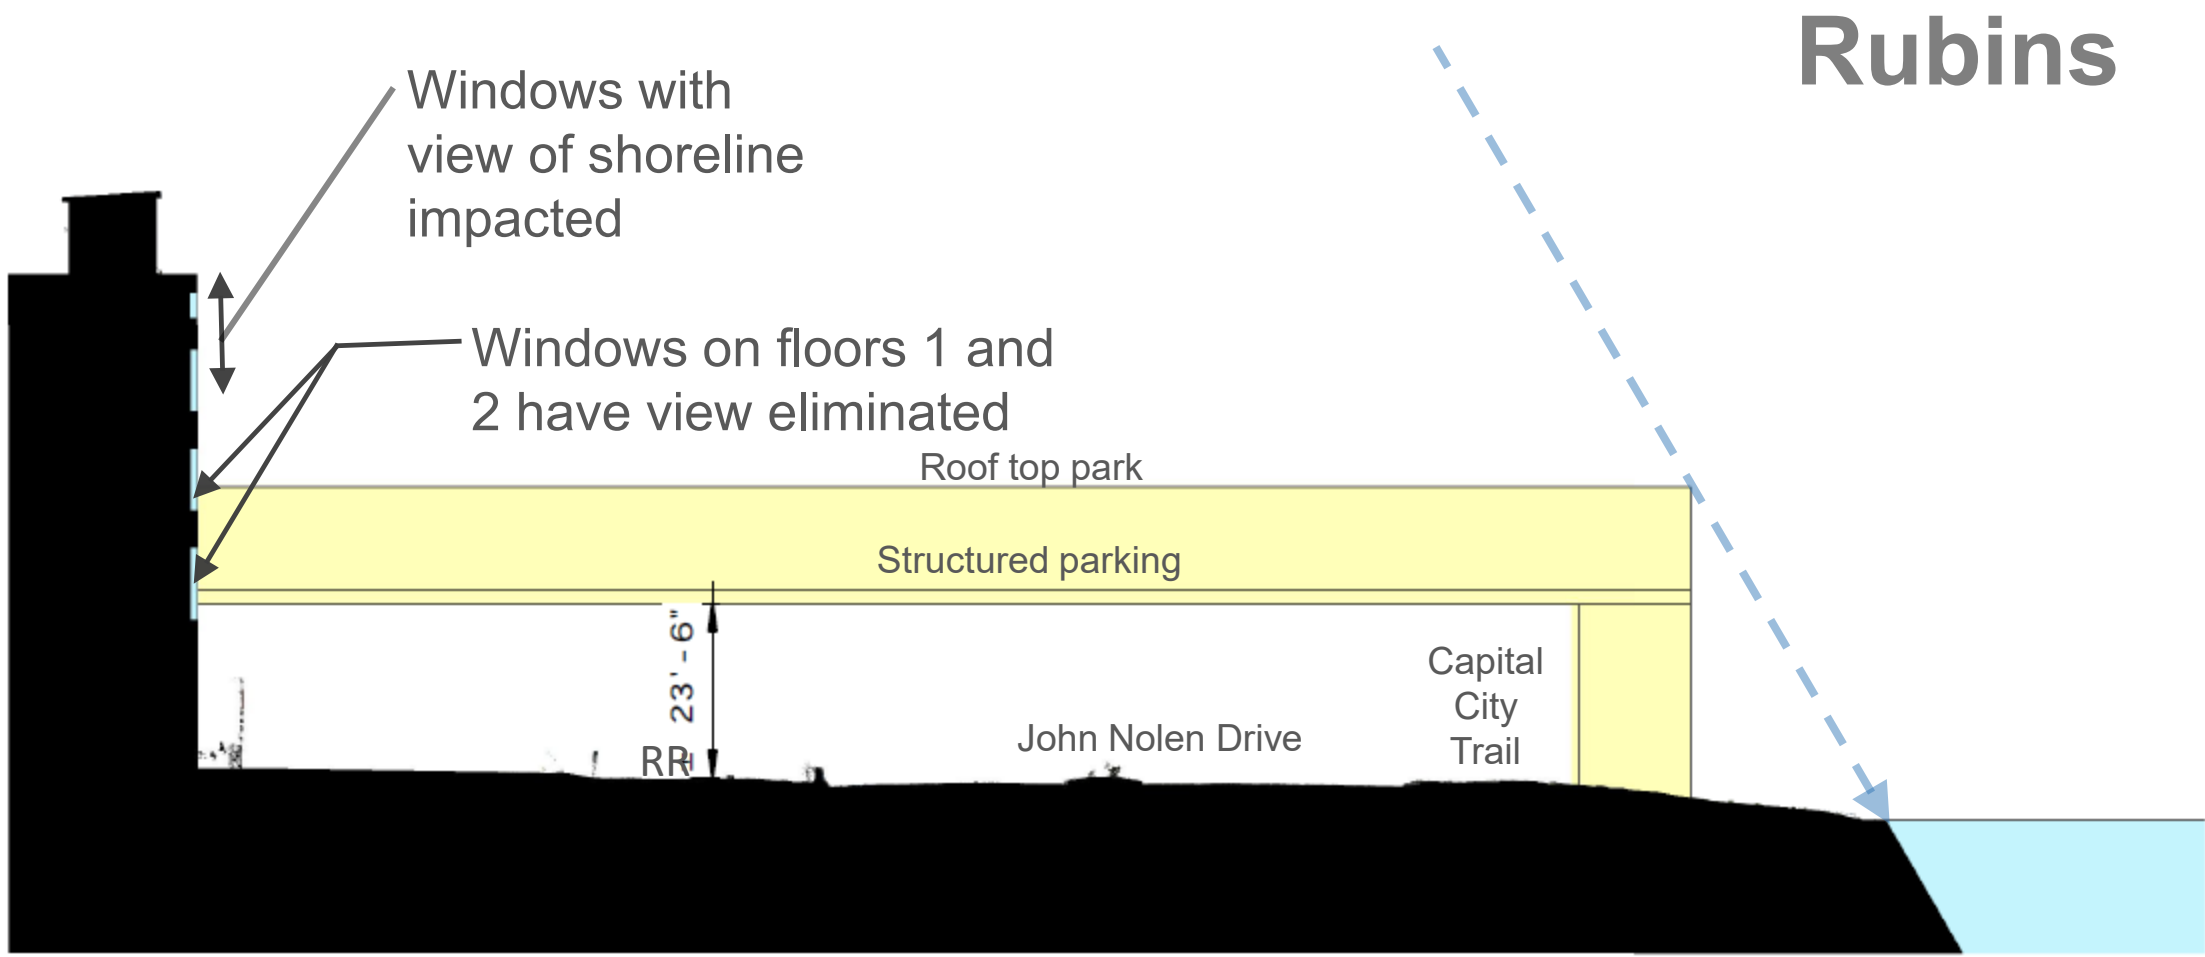 Rubins
Windows with
view of shoreline
impacted
Windows on floors 1 and
2 have view eliminated
Roof top park
Structured parking
23'-6"
RR
John Nolen Drive
Capital
City
Trail